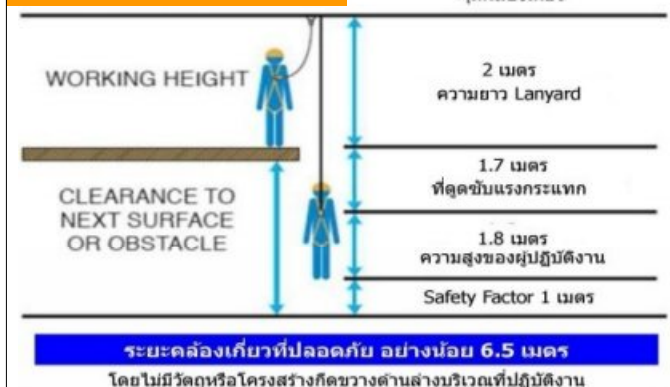 WORKING HEIGHT
2 เมตร
ความยาว Lanyard
1.7 เมตร
ที่ดูดซับแรงกระแทก
CLEARANCE TO
NEXT SURFACE
OR OBSTACLE
1.8 เมตร
ความสูงของผู้ปฏิบัติงาน
Safety Factor 1 เมตร
ระยะคล้องเกี่ยวที่ปลอดภัย อย่างน้อย 6.5 เมตร
โดยไม่มีวัตถุหรือโครงสร้างกีดขวางด้านล่างบริเวณที่ปฏิบัติงาน